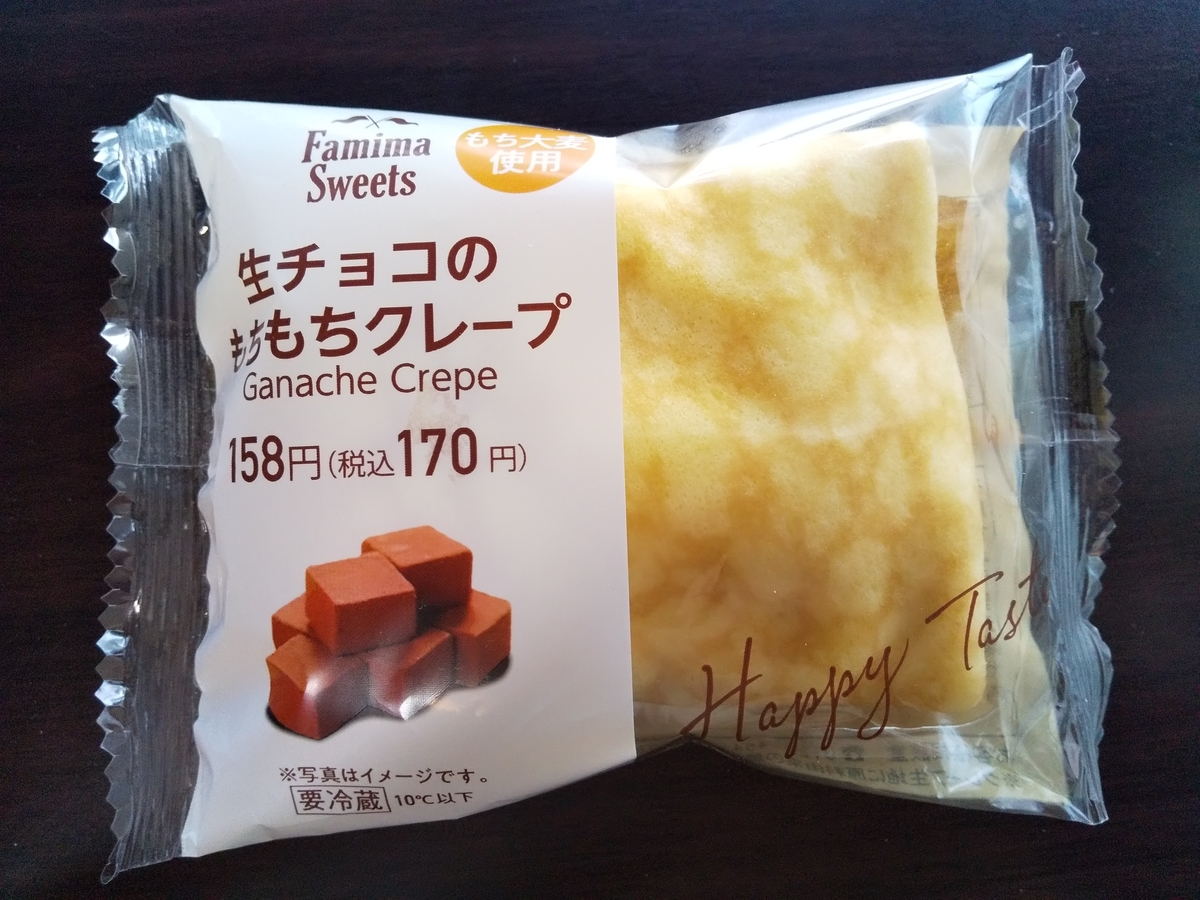 Famima
Sweets
もち大麦
使用
生チョコの
もちもちクレープ
Ganache Crepe
158円(税込170円)
※写真はイメージです。
要冷蔵 10℃以下
Happy